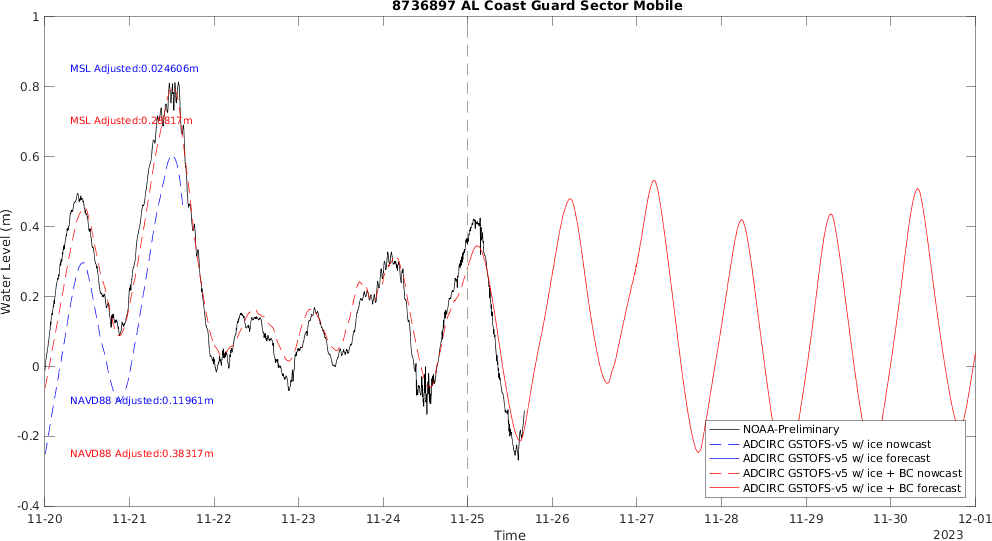 8736897 AL Coast Guard Sector Mobile
Water Level (m)
1
0.8
0.6
0.4
0.2
0
-0.2
-0.4
MSL Adjusted:0.024606m
MSL Adjusted:
NAVD88 Adjusted:0.11961m
NAVD88 Adjusted:0.38317m
NOAA-Preliminary
ADCIRC GSTOFS-v5 w/ ice nowcast
ADCIRC GSTOFS-v5 w/ ice forecast
ADCIRC GSTOFS-v5 w/ ice + BC nowcast
ADCIRC GSTOFS-v5 w/ ice + BC forecast
11-20 11-21 11-22 11-23 11-24 11-25 11-26 11-27 11-28 11-29 11-30 12-01
Time
2023